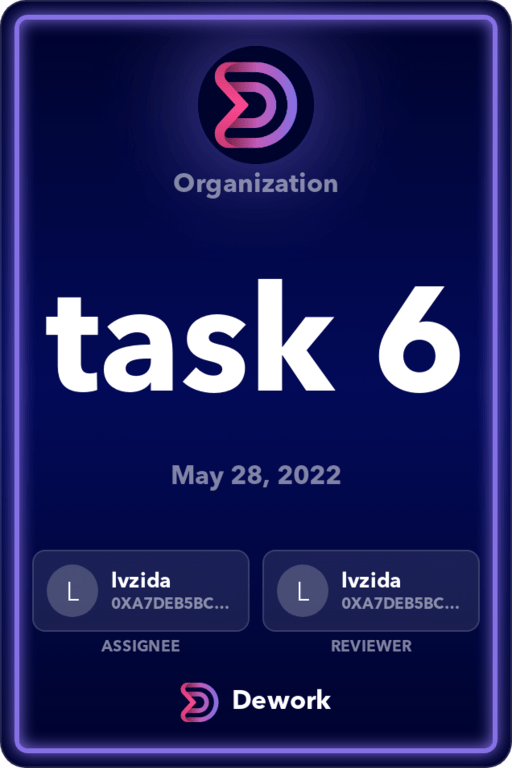 Organization
task 6
May 28, 2022
L
lvzida
0XA7DEB5BC...
L
lvzida
0XA7DEB5BC...
ASSIGNEE
REVIEWER
Dework